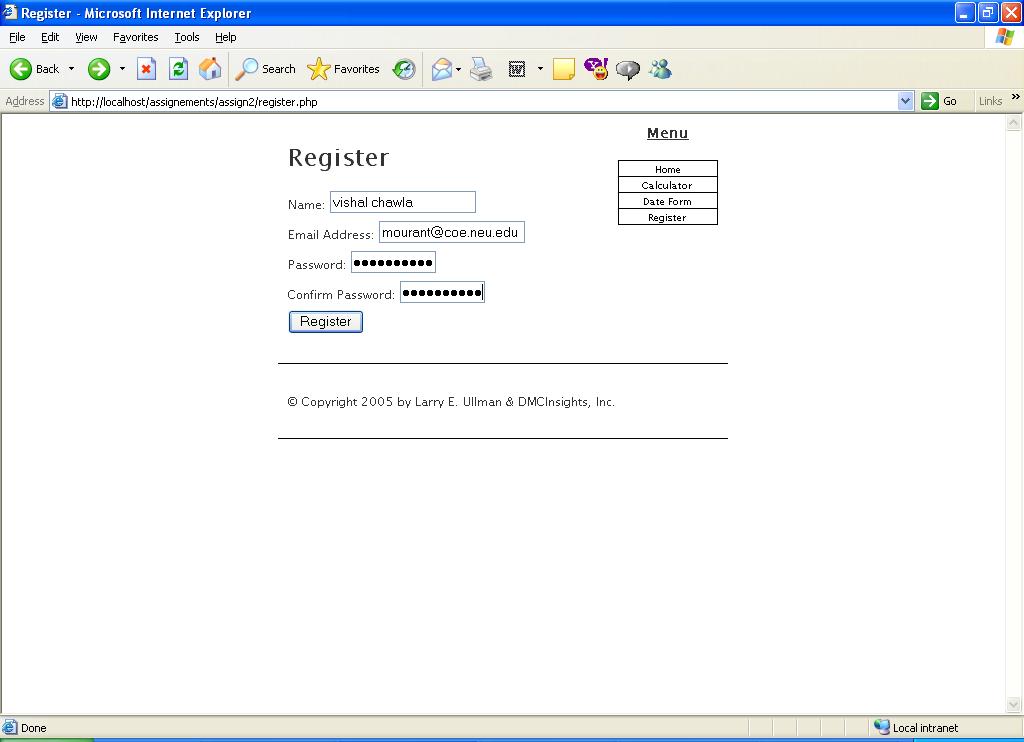 Register - Microsoft Internet Explorer
File Edit View Favorites Tools Help
Back Search Favorites
Address http://localhost/assignements/assign2/register.php Go Links »
Menu
Home
Calculator
Date Form
Register
Register
Name: vishal chawla
Email Address: mourant@coe.neu.edu
Password: ●●●●●●●●●●
Confirm Password: ●●●●●●●●●●
Register
© Copyright 2005 by Larry E. Ullman & DMCInsights, Inc.
Done Local intranet